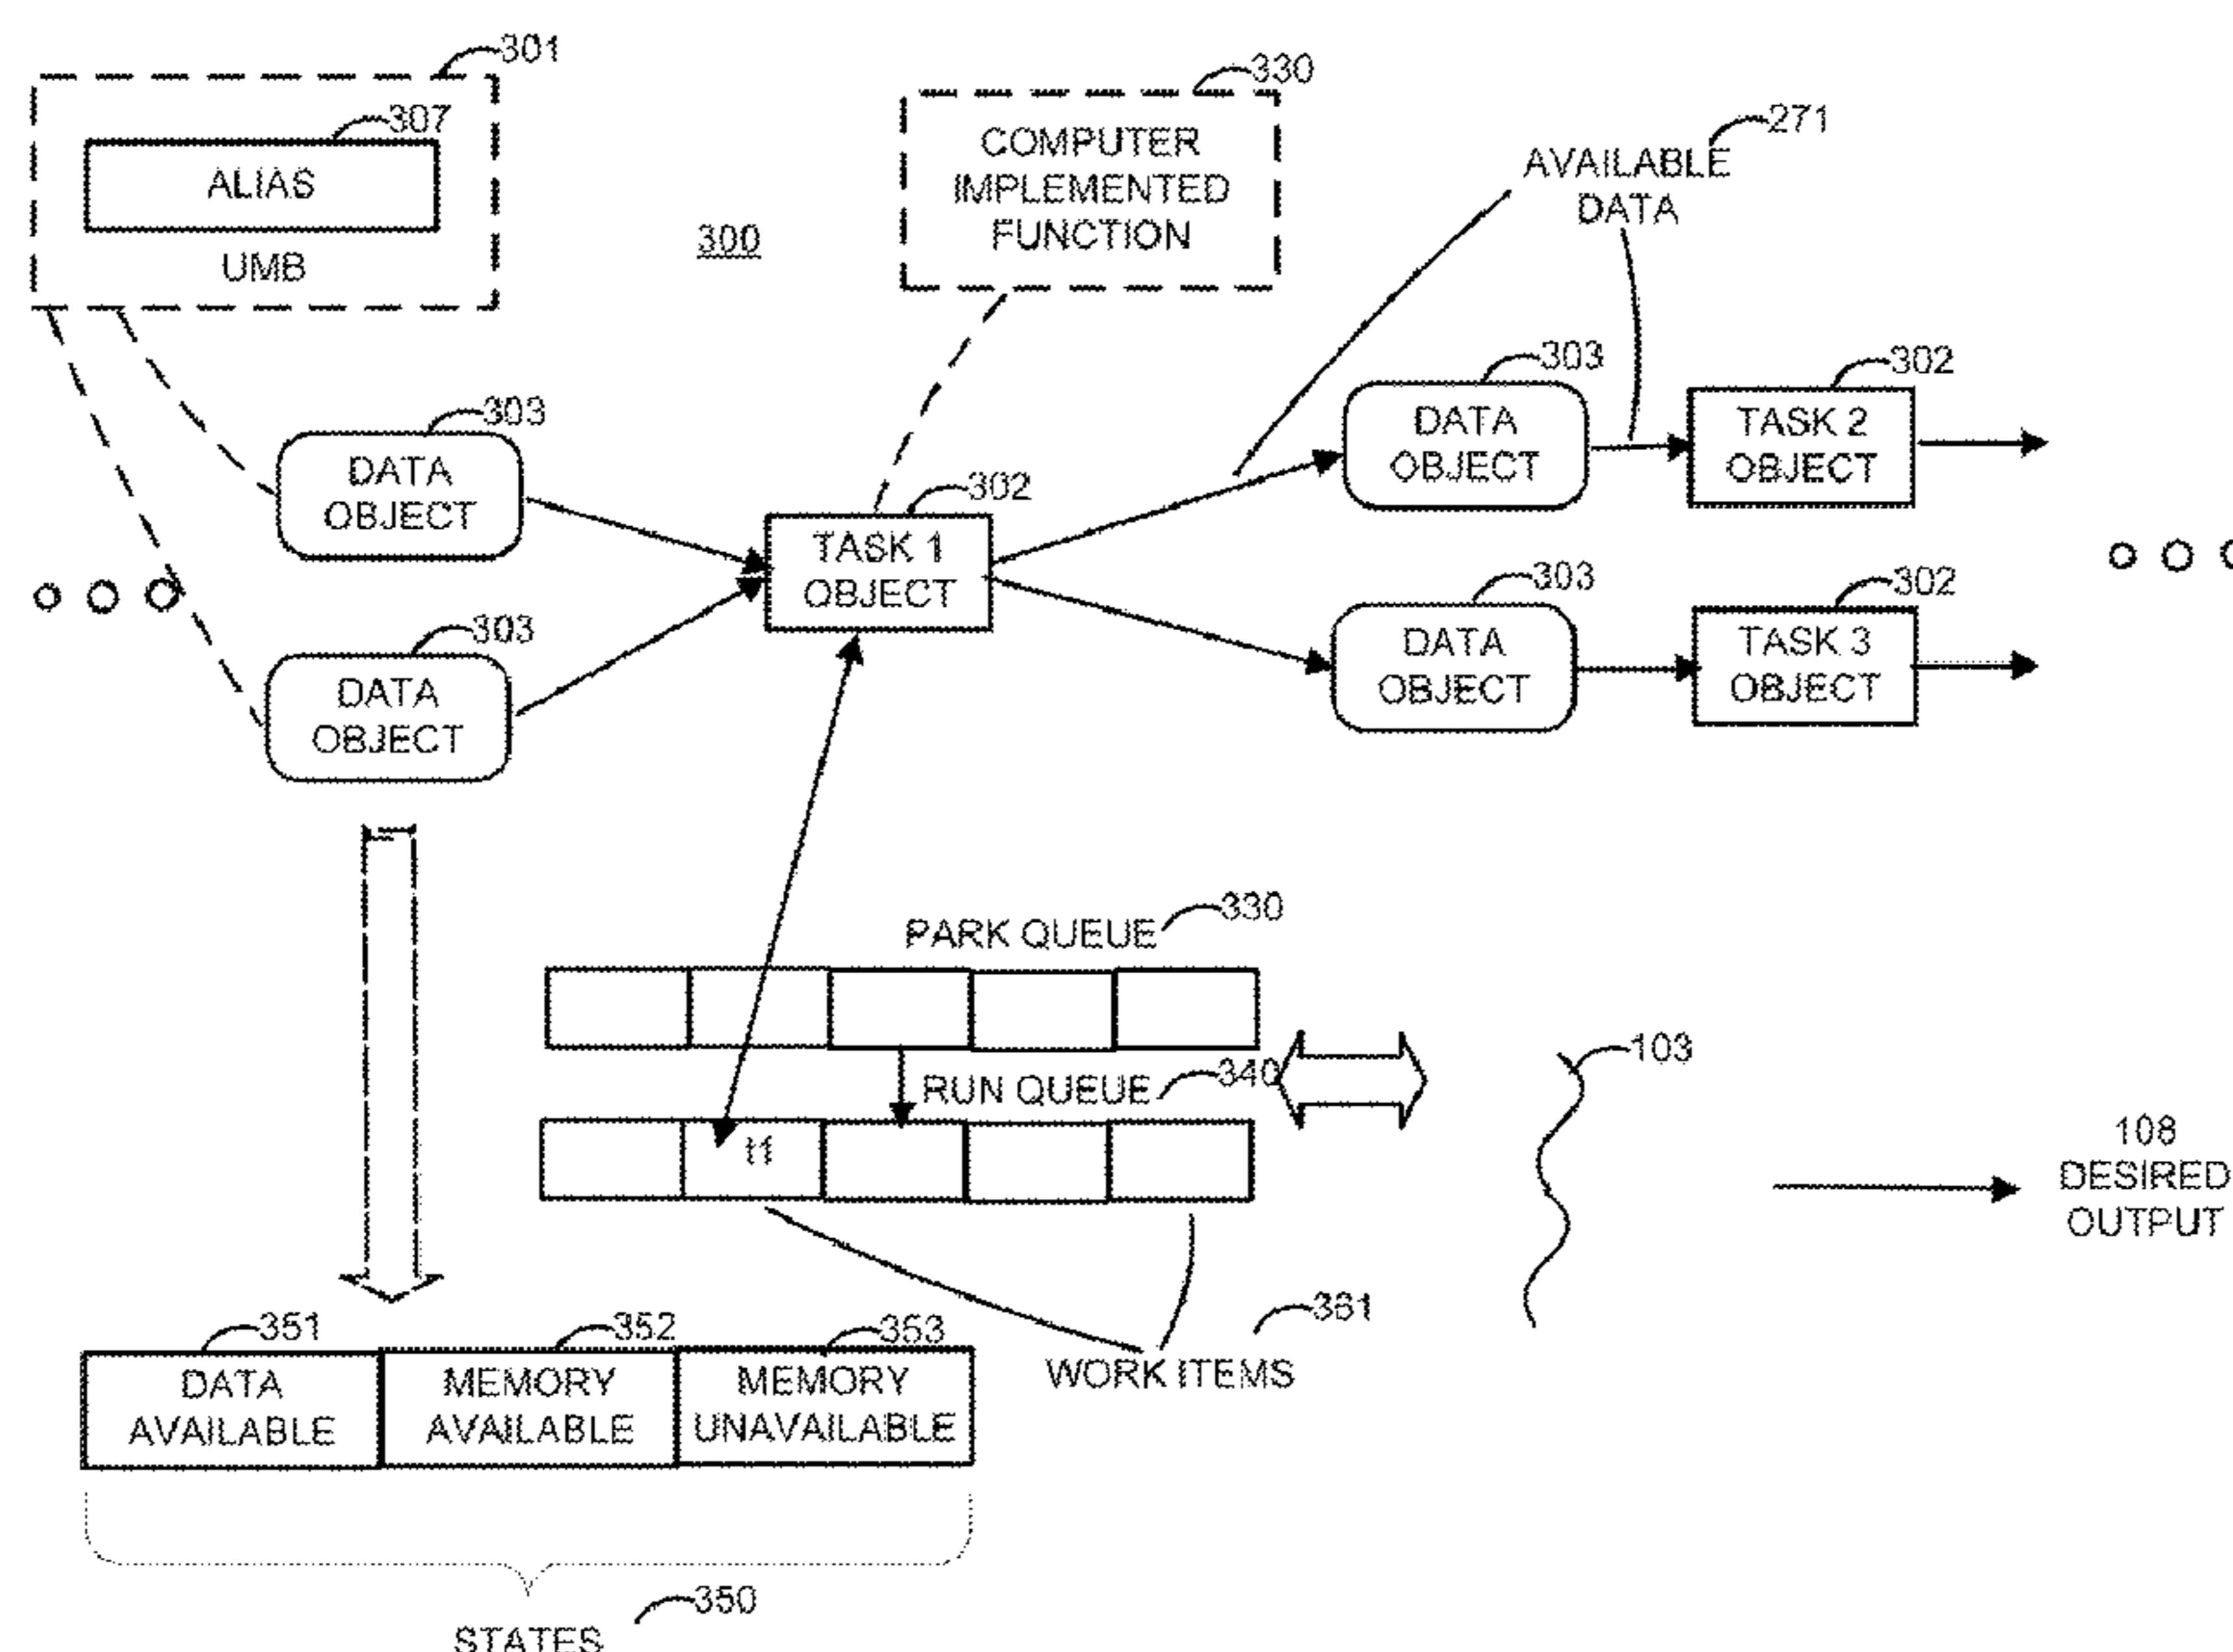 301
307
ALIAS
UMB
300
330
COMPUTER
IMPLEMENTED
FUNCTION
271
AVAILABLE
DATA
303
DATA
OBJECT
303
DATA
OBJECT
302
TASK 1
OBJECT
303
DATA
OBJECT
302
TASK 2
OBJECT
303
DATA
OBJECT
302
TASK 3
OBJECT
PARK QUEUE 330
RUN QUEUE 340
t1
103
108
DESIRED
OUTPUT
361
WORK ITEMS
351
DATA
AVAILABLE
352
MEMORY
AVAILABLE
353
MEMORY
UNAVAILABLE
350
STATES